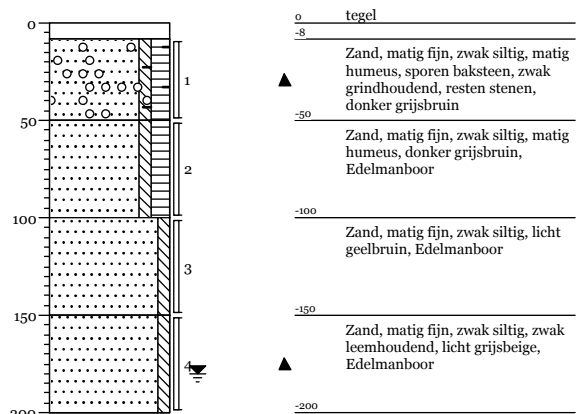 0
50
100
150
200
1
2
3
4
0
tegel
-8
Zand, matig fijn, zwak siltig, matig
humeus, sporen baksteen, zwak
grindhoudend, resten stenen,
donker grijsbruin
-50
Zand, matig fijn, zwak siltig, matig
humeus, donker grijsbruin,
Edelmanboor
-100
Zand, matig fijn, zwak siltig, licht
geelbruin, Edelmanboor
-150
Zand, matig fijn, zwak siltig, zwak
leemhoudend, licht grijsbeige,
Edelmanboor
-200